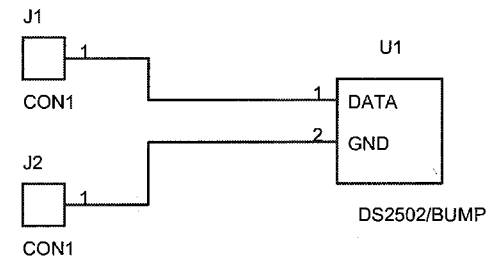 J1
1
CON1
U1
1 DATA
2 GND
J2
1
CON1
DS2502/BUMP